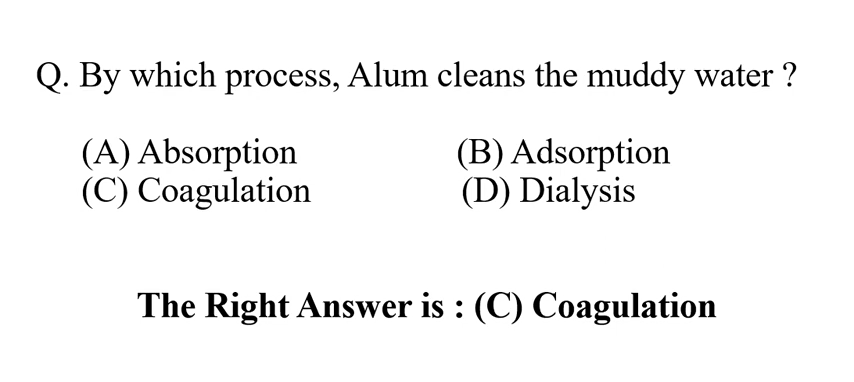 Q. By which process, Alum cleans the muddy water ?
(A) Absorption (B) Adsorption
(C) Coagulation (D) Dialysis
The Right Answer is : (C) Coagulation